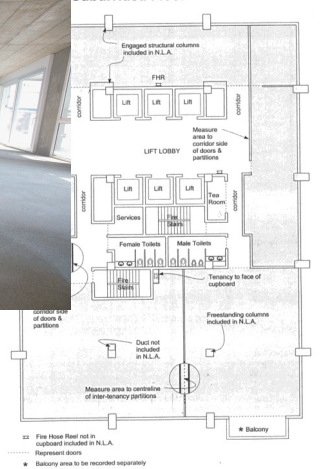 Engaged structural columns
included in N.L.A.
FHR
corridor
Lift
Lift
Lift
corridor
LIFT LOBBY
Measure
area to
corridor side
of doors &
partitions
Lift
Lift
Lift
Tea
Room
corridor
corridor
Services
Fire
Stairs
Female Toilets
Male Toilets
Fire
Stairs
Tenancy to face of
cupboard
corridor side
of doors &
partitions
Freestanding columns
included in N.L.A.
Duct not
included
in N.L.A.
Measure area to centreline
of inter-tenancy partitions
★ Balcony
Fire Hose Reel not in
cupboard included in N.L.A.
Represent doors
★ Balcony area to be recorded separately